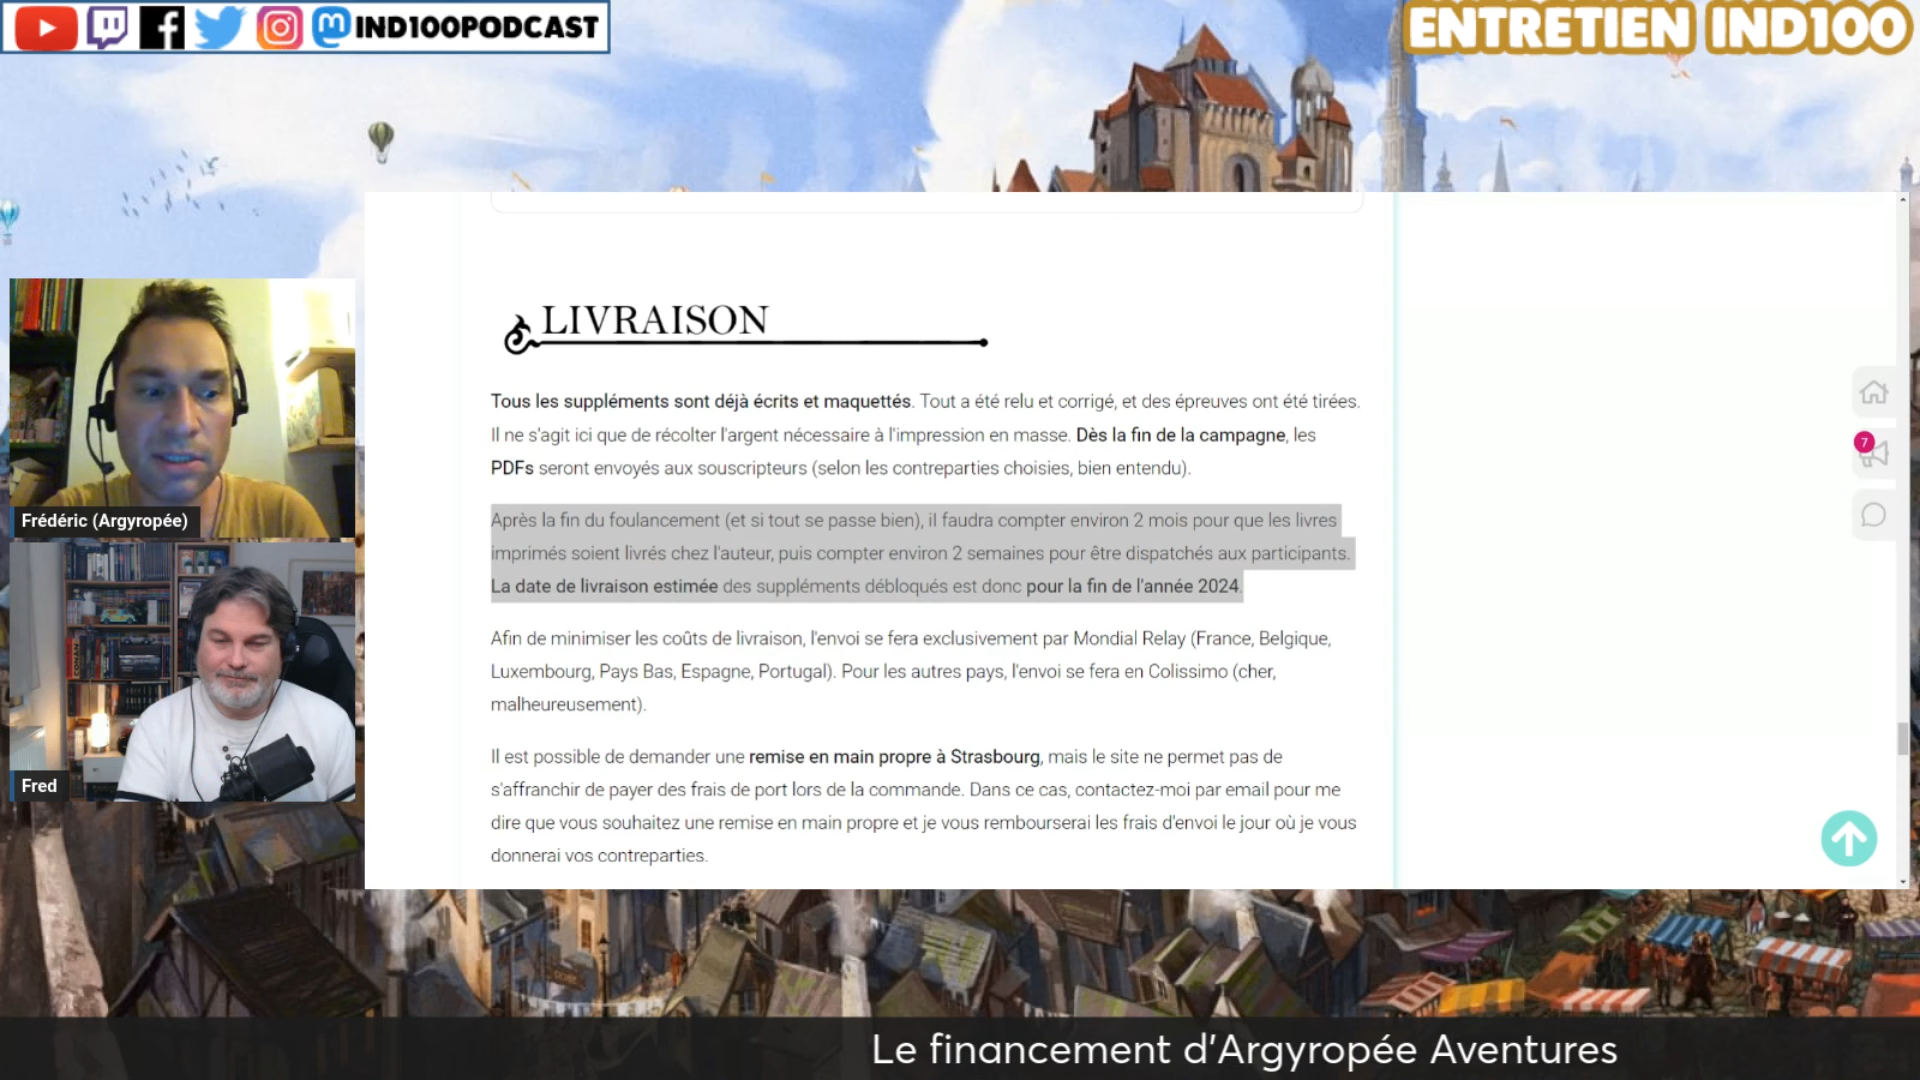 IND100PODCAST
ENTRETIEN IND100
LIVRAISON
Tous les suppléments sont déjà écrits et maquettés. Tout a été relu et corrigé, et des épreuves ont été tirées.
Il ne s'agit ici que de récolter l'argent nécessaire à l'impression en masse. Dès la fin de la campagne, les
PDFs seront envoyés aux souscripteurs (selon les contreparties choisies, bien entendu).
Après la fin du foulancement (et si tout se passe bien), il faudra compter environ 2 mois pour que les livres
imprimés soient livrés chez l'auteur, puis compter environ 2 semaines pour être dispatchés aux participants.
La date de livraison estimée des suppléments débloqués est donc pour la fin de l'année 2024.
Afin de minimiser les coûts de livraison, l'envoi se fera exclusivement par Mondial Relay (France, Belgique,
Luxembourg, Pays Bas, Espagne, Portugal). Pour les autres pays, l'envoi se fera en Colissimo (cher,
malheureusement).
Il est possible de demander une remise en main propre à Strasbourg, mais le site ne permet pas de
s'affranchir de payer des frais de port lors de la commande. Dans ce cas, contactez-moi par email pour me
dire que vous souhaitez une remise en main propre et je vous rembourserai les frais d'envoi le jour où je vous
donnerai vos contreparties.
7
Frédéric (Argyropée)
CONAN
Fred
Le financement d'Argyropée Aventures